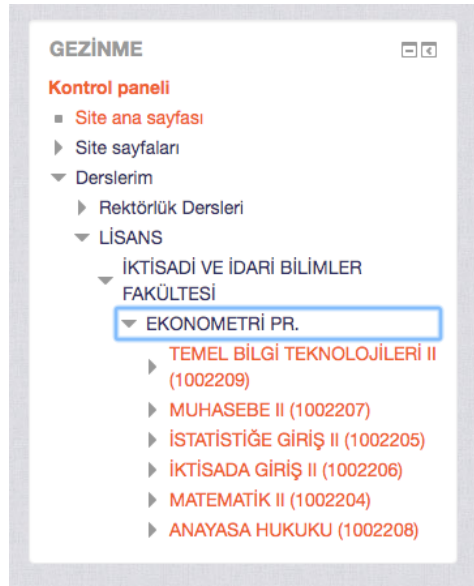 GEZİNME
Kontrol paneli
Site ana sayfası
Site sayfaları
Derslerim
Rektörlük Dersleri
LİSANS
İKTİSADİ VE İDARİ BİLİMLER
FAKÜLTESİ
EKONOMETRİ PR.
TEMEL BİLGİ TEKNOLOJİLERİ II
(1002209)
MUHASEBE II (1002207)
İSTATİSTİĞE GİRİŞ II (1002205)
İKTİSADA GİRİŞ II (1002206)
MATEMATİK II (1002204)
ANAYASA HUKUKU (1002208)